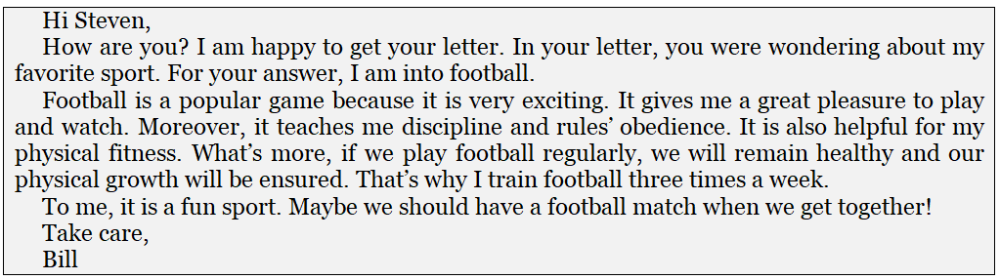 Hi Steven,
How are you? I am happy to get your letter. In your letter, you were wondering about my
favorite sport. For your answer, I am into football.
Football is a popular game because it is very exciting. It gives me a great pleasure to play
and watch. Moreover, it teaches me discipline and rules’ obedience. It is also helpful for my
physical fitness. What’s more, if we play football regularly, we will remain healthy and our
physical growth will be ensured. That’s why I train football three times a week.
To me, it is a fun sport. Maybe we should have a football match when we get together!
Take care,
Bill